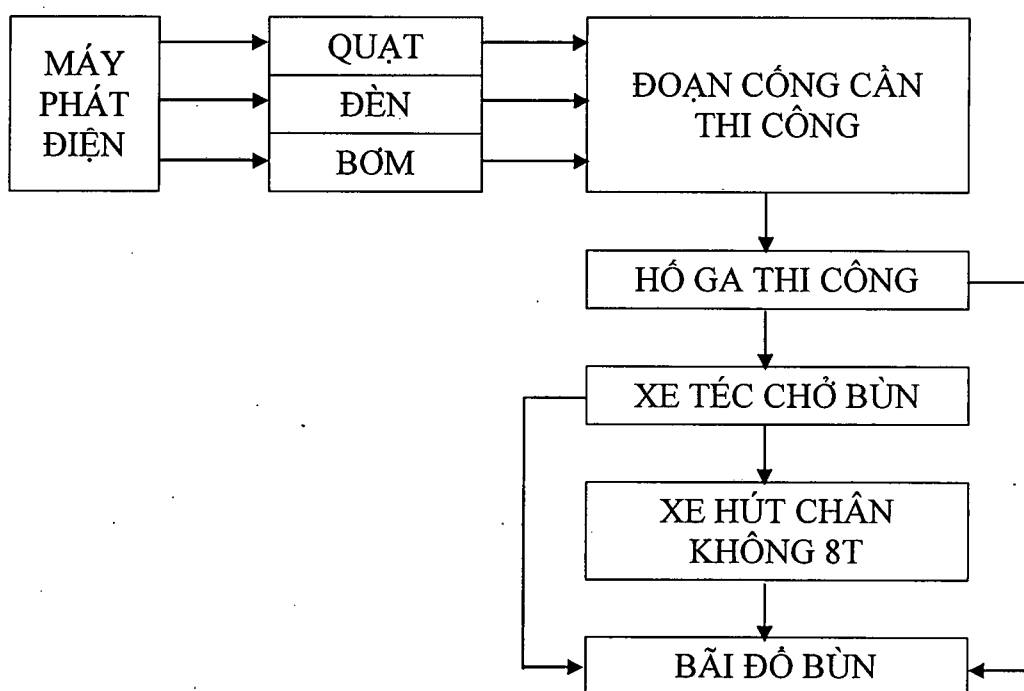 MÁY
PHÁT
ĐIỆN
QUẠT
ĐÈN
BƠM
ĐOẠN CỐNG CẦN
THI CÔNG
HỐ GA THI CÔNG
XE TÉC CHỞ BÙN
XE HÚT CHÂN
KHÔNG 8T
BÃI ĐỔ BÙN